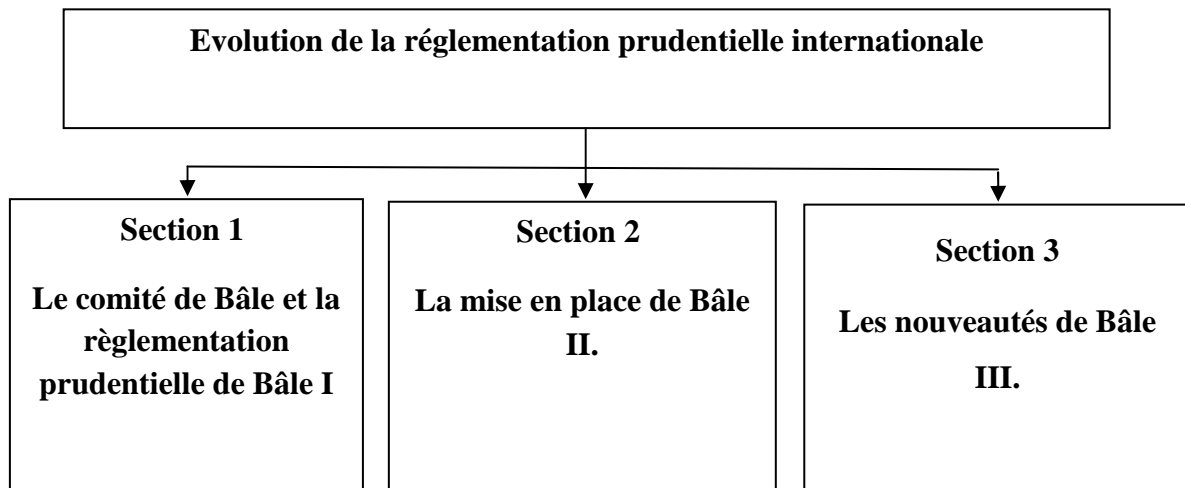 Evolution de la réglementation prudentielle internationale
Section 1
Le comité de Bâle et la
règlementation
prudentielle de Bâle I
Section 2
La mise en place de Bâle
II.
Section 3
Les nouveautés de Bâle
III.